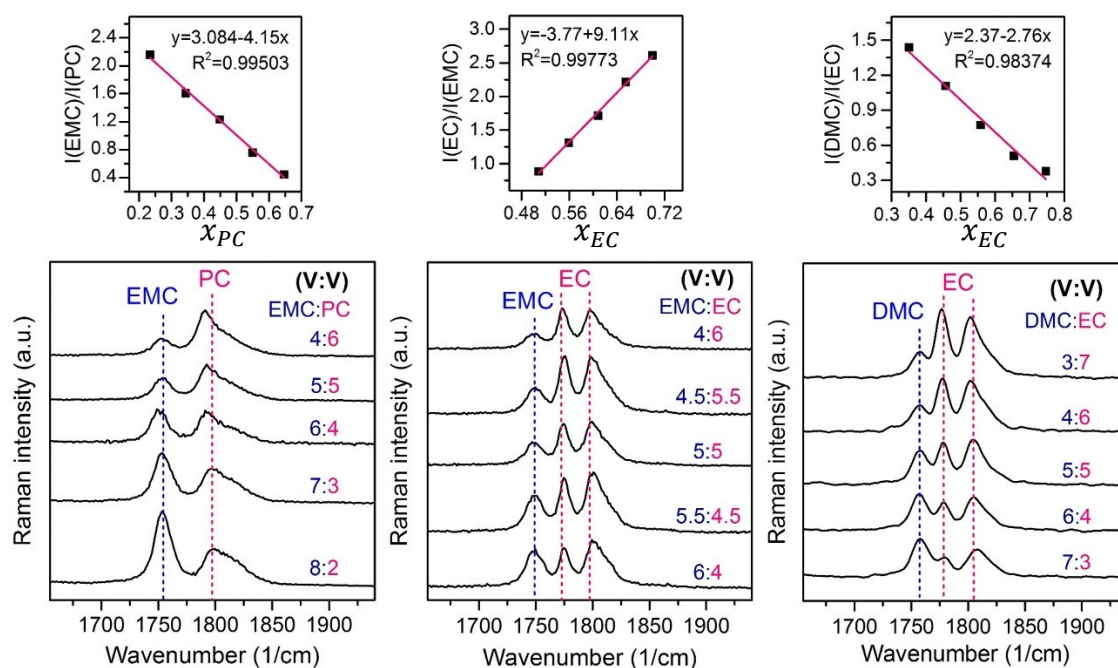 y=3.084-4.15x
R²=0.99503
I(EMC)/I(PC)
2.4
2.0
1.6
1.2
0.8
0.4
0.2 0.3 0.4 0.5 0.6 0.7
x_PC
y=-3.77+9.11x
R²=0.99773
I(EC)/I(EMC)
3.0
2.5
2.0
1.5
1.0
0.48 0.56 0.64 0.72
x_EC
y=2.37-2.76x
R²=0.98374
I(DMC)/I(EC)
1.5
1.2
0.9
0.6
0.3
0.3 0.4 0.5 0.6 0.7 0.8
x_EC
Raman intensity (a.u.)
EMC
PC
(V:V)
EMC:PC
4:6
5:5
6:4
7:3
8:2
1700 1750 1800 1850 1900
Wavenumber (1/cm)
Raman intensity (a.u.)
EMC
EC
(V:V)
EMC:EC
4:6
4.5:5.5
5:5
5.5:4.5
6:4
1700 1750 1800 1850 1900
Wavenumber (1/cm)
Raman intensity (a.u.)
DMC
EC
(V:V)
DMC:EC
3:7
4:6
5:5
6:4
7:3
1700 1750 1800 1850 1900
Wavenumber (1/cm)